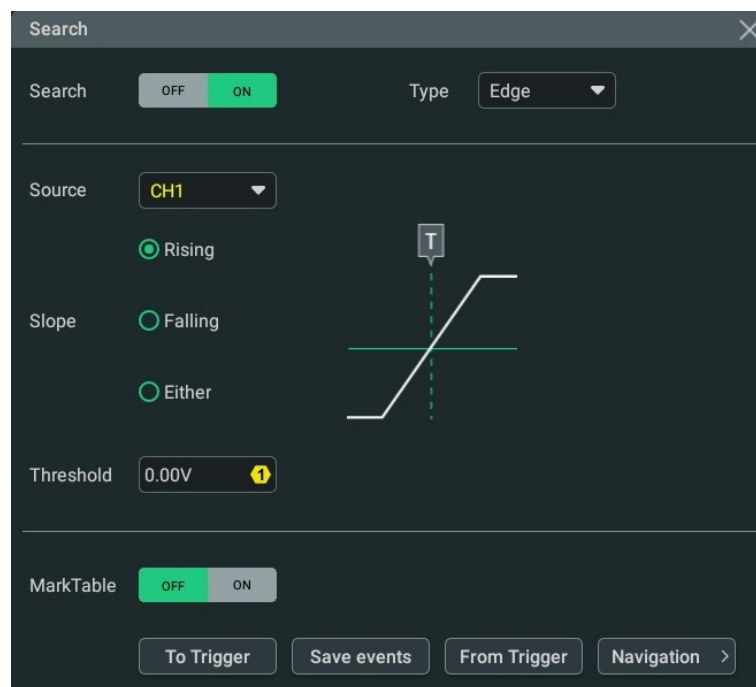 Search
Search OFF ON Type Edge
Source CH1
Rising
T
Slope Falling
Either
Threshold 0.00V 1
MarkTable OFF ON
To Trigger Save events From Trigger Navigation >